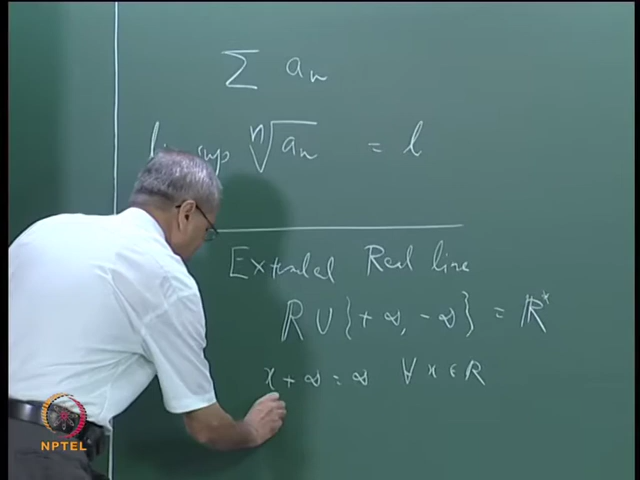 ∑ aₙ
sup ⁿ√aₙ = l
Extended Real line
ℝ ∪ {+∞, -∞} = ℝ*
x + ∞ = ∞ ∀ x ∈ ℝ
NPTEL